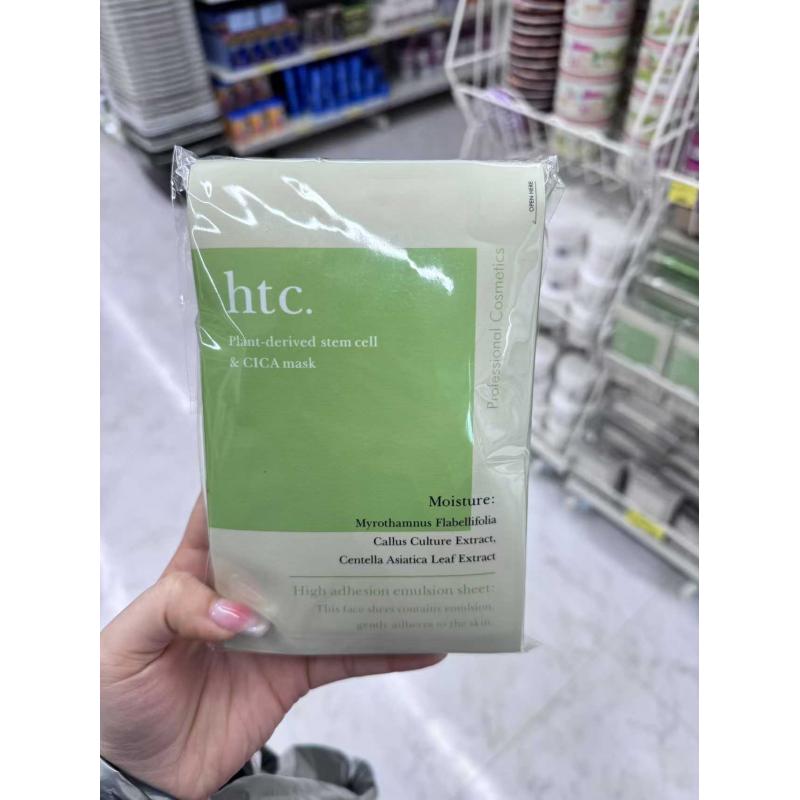 OPEN HERE
Professional Cosmetics
htc.
Plant-derived stem cell
& CICA mask
Moisture:
Myrothamnus Flabellifolia
Callus Culture Extract,
Centella Asiatica Leaf Extract
High adhesion emulsion sheet:
This face sheet contains emulsion,
gently adheres to the skin.